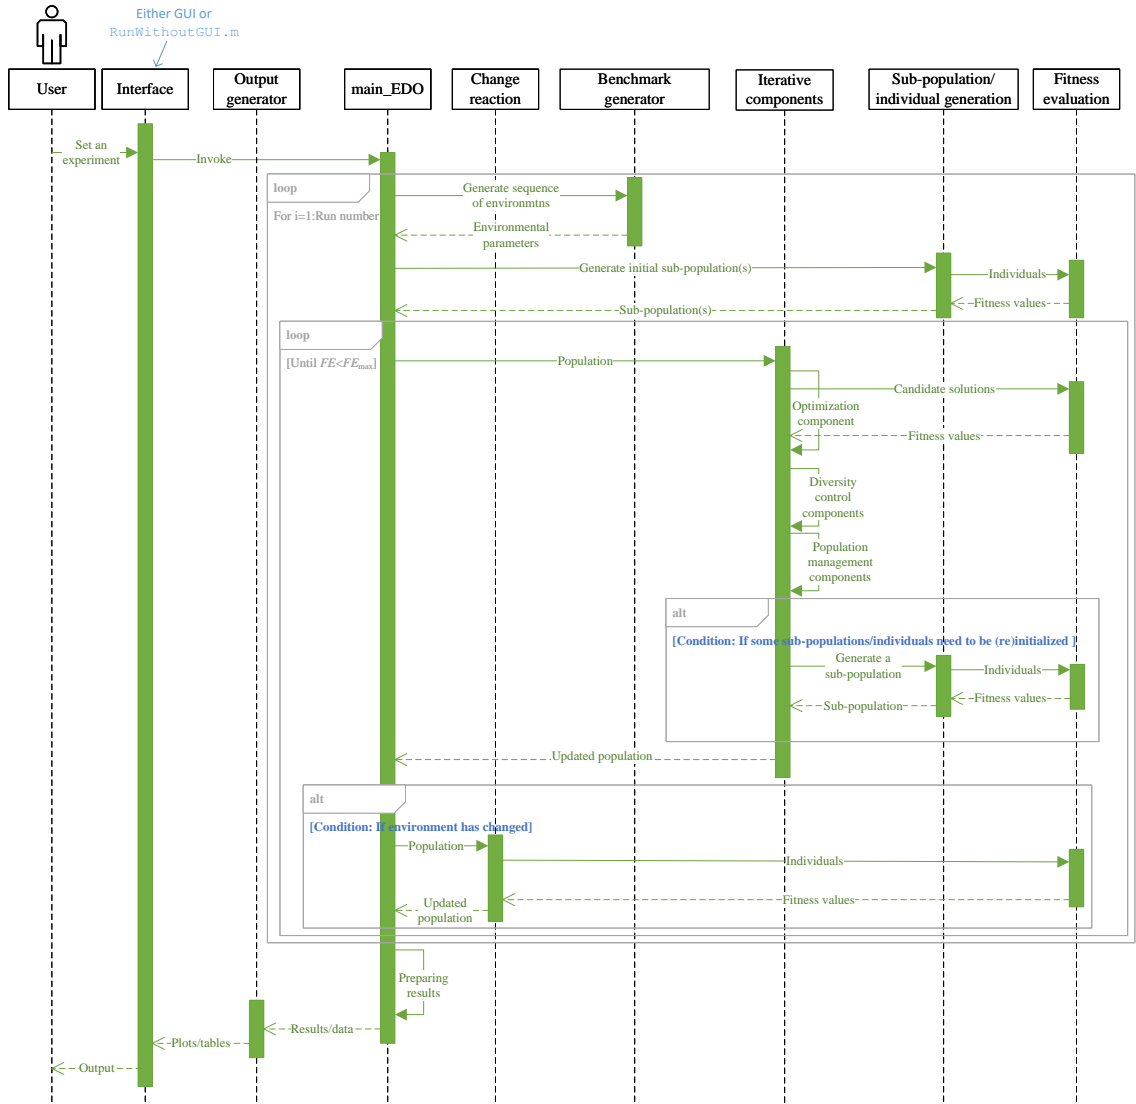 Either GUI or
RunWithoutGUI.m
User
Interface
Output
generator
main_EDO
Change
reaction
Benchmark
generator
Iterative
components
Sub-population/
individual generation
Fitness
evaluation
Set an
experiment
Invoke
loop
For i=1:Run number
Generate sequence
of environmtns
Environmental
parameters
Generate initial sub-population(s)
Individuals
Fitness values
Sub-population(s)
loop
[Until FE<FEmax]
Population
Candidate solutions
Optimization
component
Fitness values
Diversity
control
components
Population
management
components
alt
[Condition: If some sub-populations/individuals need to be (re)initialized ]
Generate a
sub-population
Individuals
Fitness values
Sub-population
Updated population
alt
[Condition: If environment has changed]
Population
Individuals
Fitness values
Updated
population
Preparing
results
Results/data
Plots/tables
Output